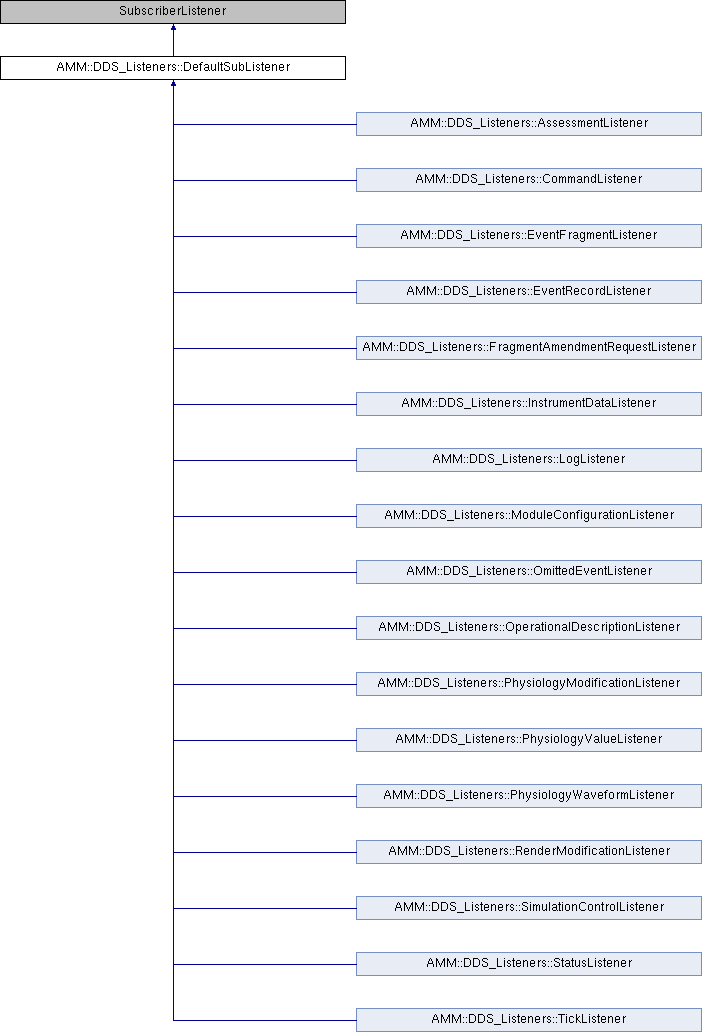 SubscriberListener
AMM::DDS_Listeners::DefaultSubListener
AMM::DDS_Listeners::AssessmentListener
AMM::DDS_Listeners::CommandListener
AMM::DDS_Listeners::EventFragmentListener
AMM::DDS_Listeners::EventRecordListener
AMM::DDS_Listeners::FragmentAmendmentRequestListener
AMM::DDS_Listeners::InstrumentDataListener
AMM::DDS_Listeners::LogListener
AMM::DDS_Listeners::ModuleConfigurationListener
AMM::DDS_Listeners::OmittedEventListener
AMM::DDS_Listeners::OperationalDescriptionListener
AMM::DDS_Listeners::PhysiologyModificationListener
AMM::DDS_Listeners::PhysiologyValueListener
AMM::DDS_Listeners::PhysiologyWaveformListener
AMM::DDS_Listeners::RenderModificationListener
AMM::DDS_Listeners::SimulationControlListener
AMM::DDS_Listeners::StatusListener
AMM::DDS_Listeners::TickListener